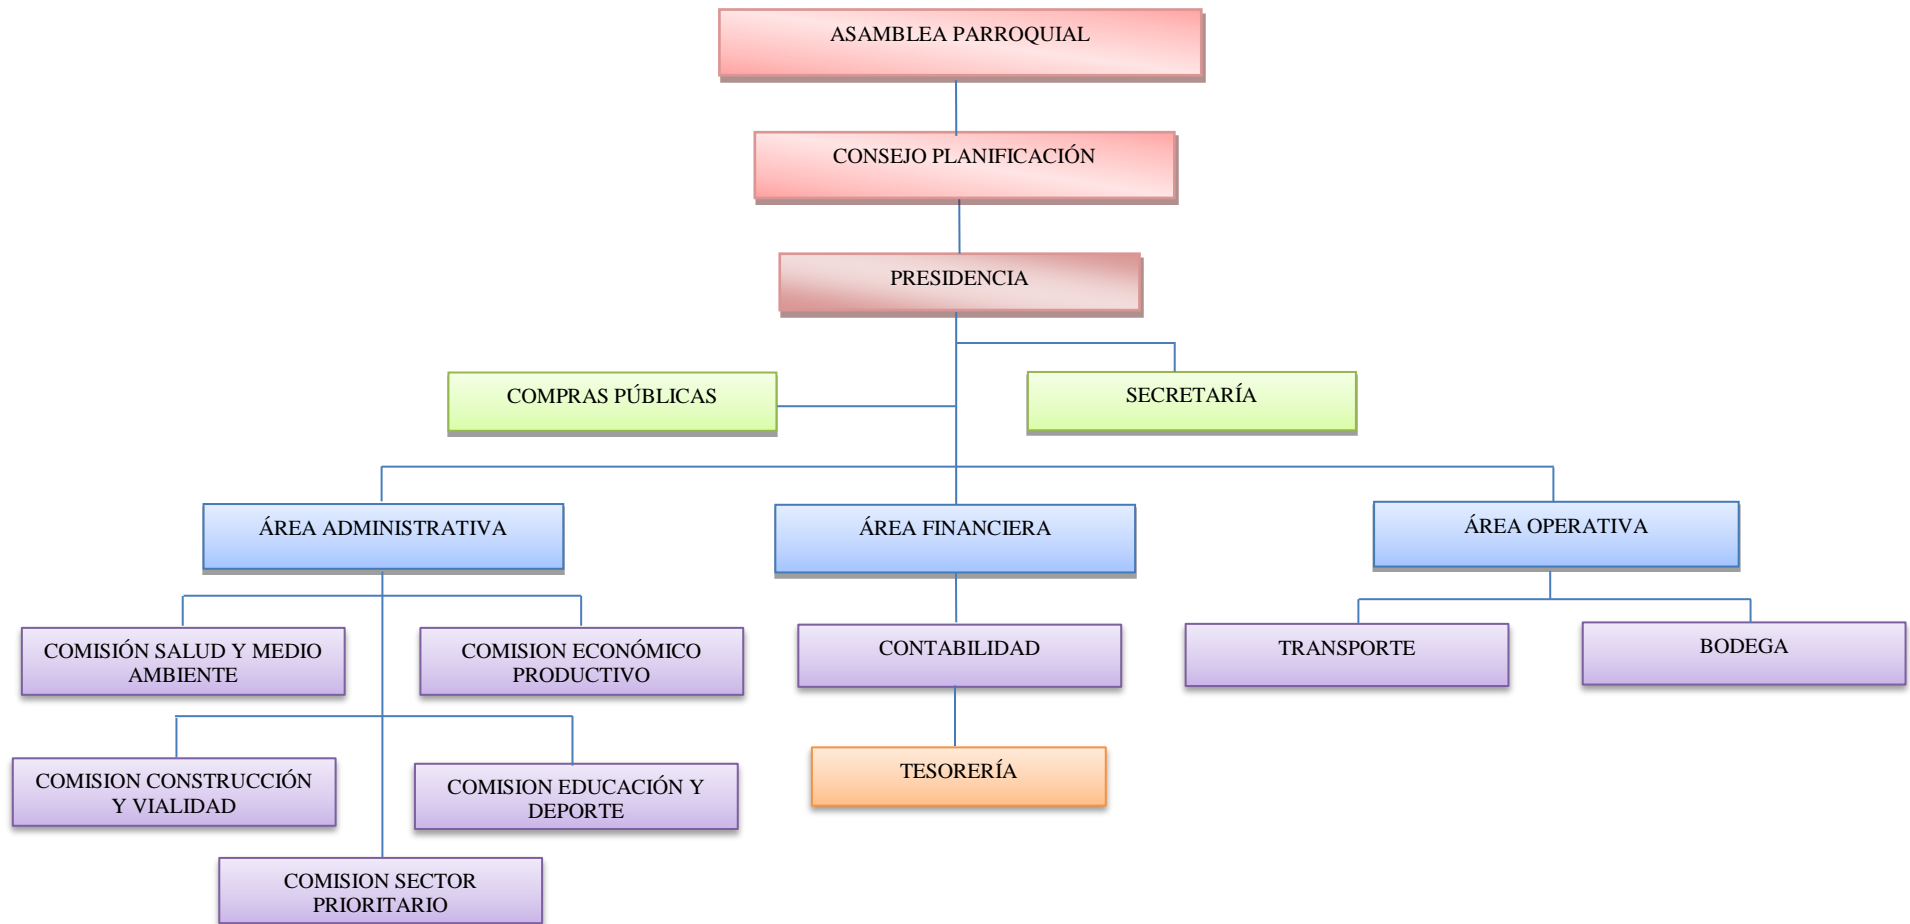 ASAMBLEA PARROQUIAL
CONSEJO PLANIFICACIÓN
PRESIDENCIA
COMPRAS PÚBLICAS
SECRETARÍA
ÁREA ADMINISTRATIVA
ÁREA FINANCIERA
ÁREA OPERATIVA
COMISIÓN SALUD Y MEDIO
AMBIENTE
COMISION ECONÓMICO
PRODUCTIVO
CONTABILIDAD
TRANSPORTE
BODEGA
COMISION CONSTRUCCIÓN
Y VIALIDAD
COMISION EDUCACIÓN Y
DEPORTE
TESORERÍA
COMISION SECTOR
PRIORITARIO